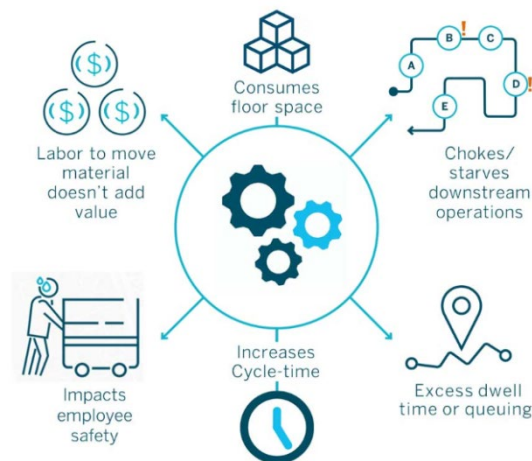 ($)
($) ($)
Labor to move
material
doesn't add
value
Consumes
floor space
A
B !
C
D !
E
Chokes/
starves
downstream
operations
Impacts
employee
safety
Increases
Cycle-time
Excess dwell
time or queuing